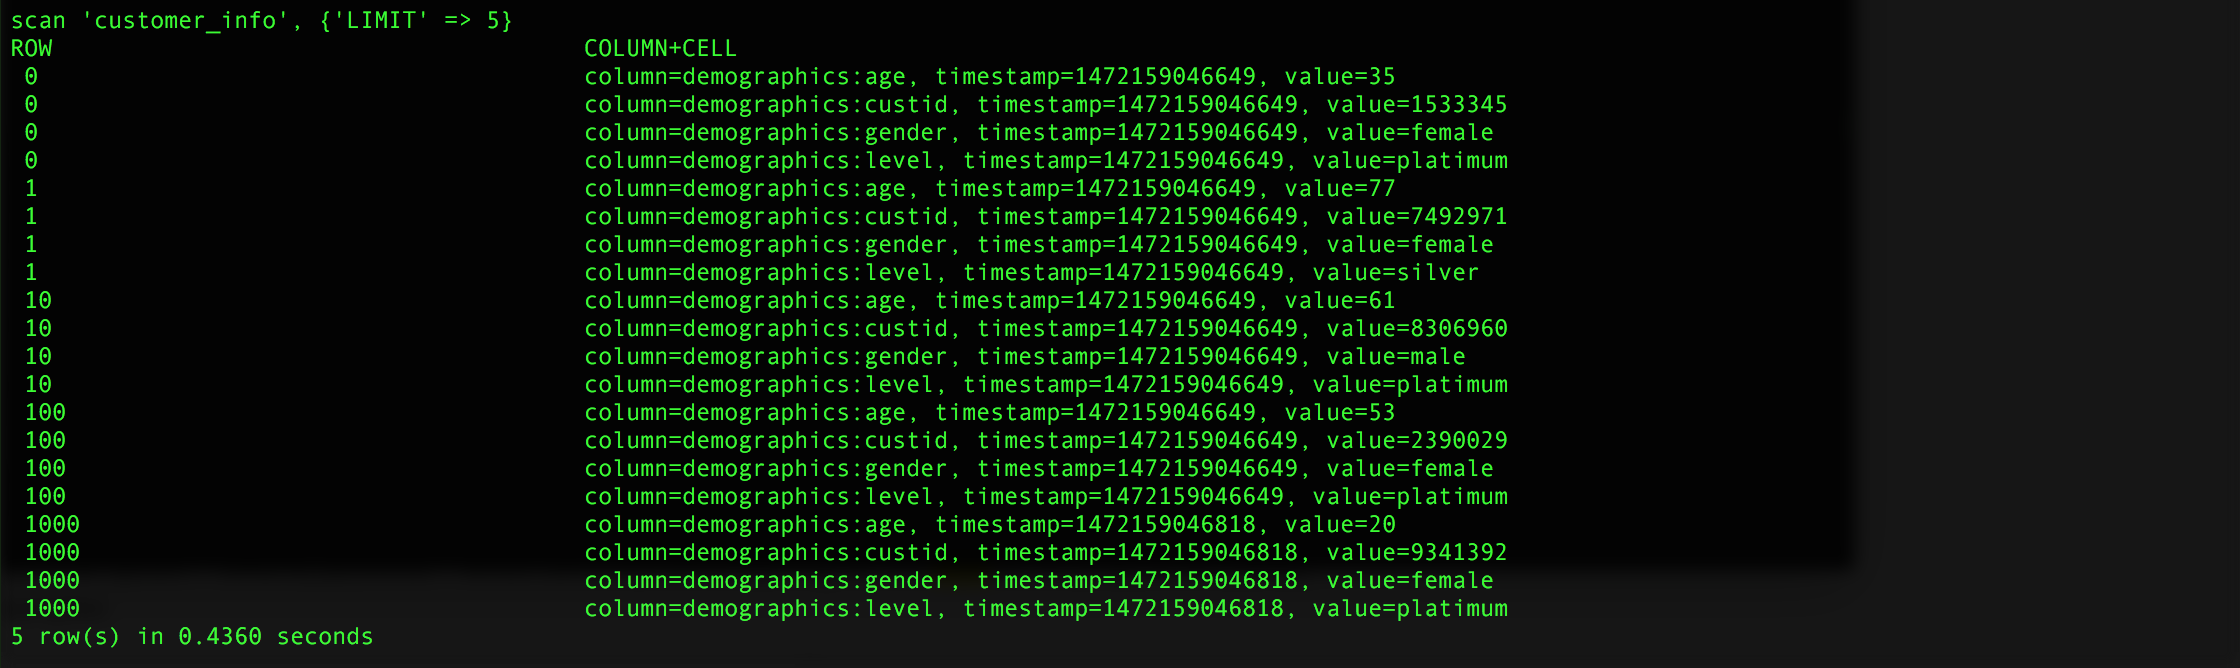 scan 'customer_info', {'LIMIT' => 5}
ROW COLUMN+CELL
0 column=demographics:age, timestamp=1472159046649, value=35
0 column=demographics:custid, timestamp=1472159046649, value=1533345
0 column=demographics:gender, timestamp=1472159046649, value=female
0 column=demographics:level, timestamp=1472159046649, value=platimum
1 column=demographics:age, timestamp=1472159046649, value=77
1 column=demographics:custid, timestamp=1472159046649, value=7492971
1 column=demographics:gender, timestamp=1472159046649, value=female
1 column=demographics:level, timestamp=1472159046649, value=silver
10 column=demographics:age, timestamp=1472159046649, value=61
10 column=demographics:custid, timestamp=1472159046649, value=8306960
10 column=demographics:gender, timestamp=1472159046649, value=male
10 column=demographics:level, timestamp=1472159046649, value=platimum
100 column=demographics:age, timestamp=1472159046649, value=53
100 column=demographics:custid, timestamp=1472159046649, value=2390029
100 column=demographics:gender, timestamp=1472159046649, value=female
100 column=demographics:level, timestamp=1472159046649, value=platimum
1000 column=demographics:age, timestamp=1472159046818, value=20
1000 column=demographics:custid, timestamp=1472159046818, value=9341392
1000 column=demographics:gender, timestamp=1472159046818, value=female
1000 column=demographics:level, timestamp=1472159046818, value=platimum
5 row(s) in 0.4360 seconds